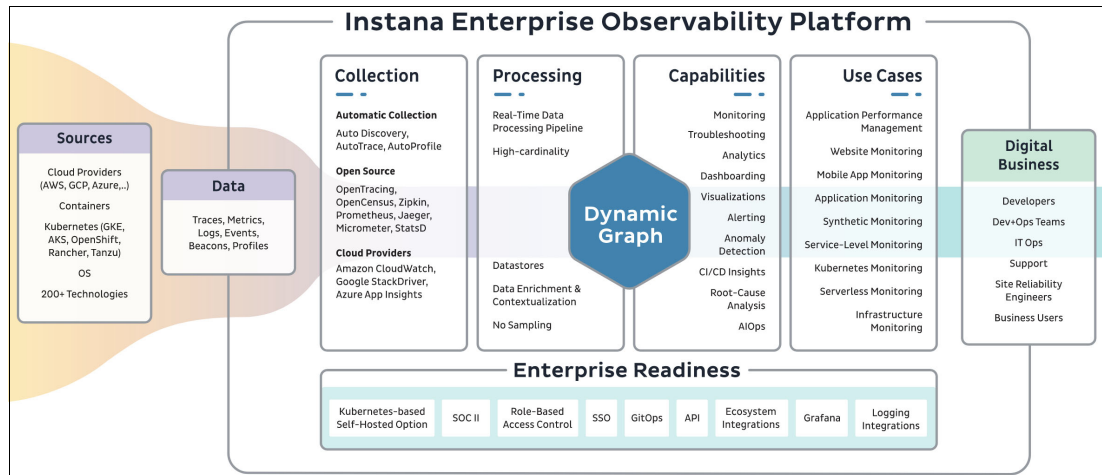 Instana Enterprise Observability Platform
Sources
Cloud Providers
(AWS, GCP, Azure,..)
Containers
Kubernetes (GKE,
AKS, OpenShift,
Rancher, Tanzu)
OS
200+ Technologies
Data
Traces, Metrics,
Logs, Events,
Beacons, Profiles
Collection
Automatic Collection
Auto Discovery,
AutoTrace, AutoProfile
Open Source
OpenTracing,
OpenCensus, Zipkin,
Prometheus, Jaeger,
Micrometer, StatsD
Cloud Providers
Amazon CloudWatch,
Google StackDriver,
Azure App Insights
Processing
Real-Time Data
Processing Pipeline
High-cardinality
Datastores
Data Enrichment &
Contextualization
No Sampling
Dynamic
Graph
Capabilities
Monitoring
Troubleshooting
Analytics
Dashboarding
Visualizations
Alerting
Anomaly
Detection
CI/CD Insights
Root-Cause
Analysis
AIOps
Use Cases
Application Performance
Management
Website Monitoring
Mobile App Monitoring
Application Monitoring
Synthetic Monitoring
Service-Level Monitoring
Kubernetes Monitoring
Serverless Monitoring
Infrastructure
Monitoring
Digital
Business
Developers
Dev+Ops Teams
IT Ops
Support
Site Reliability
Engineers
Business Users
Enterprise Readiness
Kubernetes-based
Self-Hosted Option
SOC II
Role-Based
Access Control
SSO
GitOps
API
Ecosystem
Integrations
Grafana
Logging
Integrations